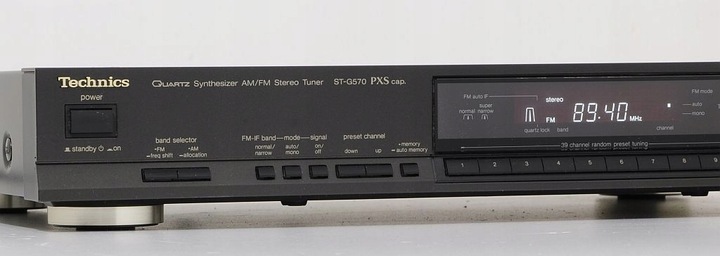 Technics
QUARTZ Synthesizer AM/FM Stereo Tuner ST-G570 PXS cap.
power
standby on
band selector
-FM -AM
-freq shift -allocation
FM-IF band mode signal
normal/ auto/ on/
narrow mono off
preset channel
down up
-memory
-auto memory
FM auto IF
super
normal narrow
quartz lock band
stereo
FM 89.40 MHz
channel
FM mode
auto
mono
39 channel random preset tuning
1 2 3 4 5 6 7 8 9